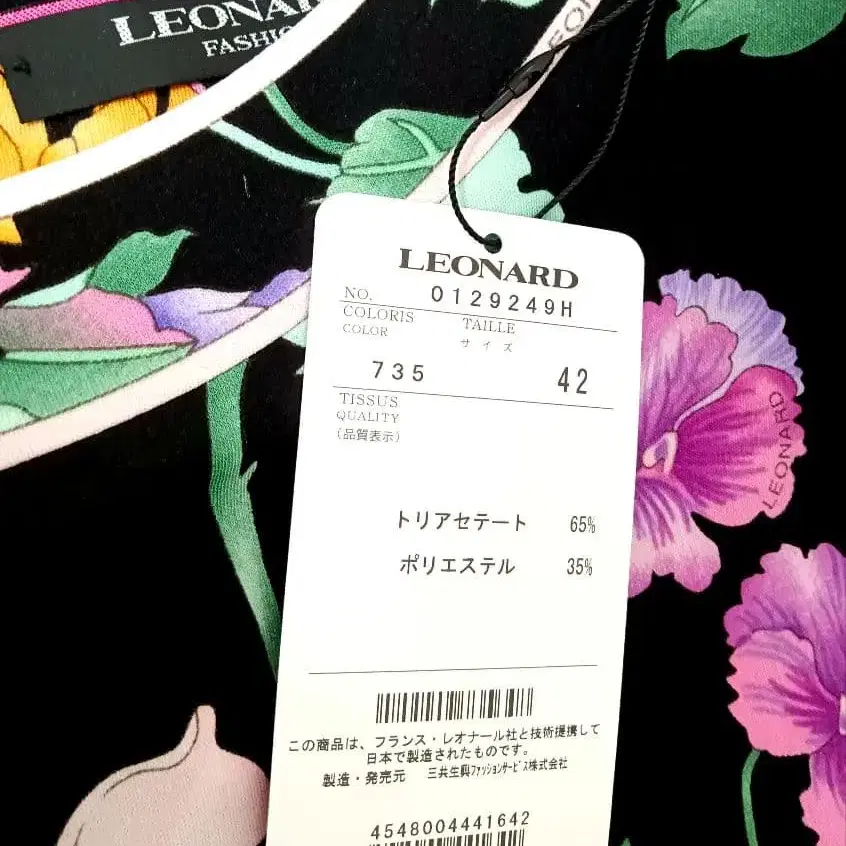 LEONARD
LEONARD
NO. 0129249H
COLORIS TAILLE
COLOR サイズ
735 42
TISSUS
QUALITY
(品質表示)
トリアセテート 65%
ポリエステル 35%
この商品は、フランス・レオナール社と技術提携して
日本で製造されたものです。
製造・発売元 三共生興ファッションサービス株式会社
4548004441642
LEONARD